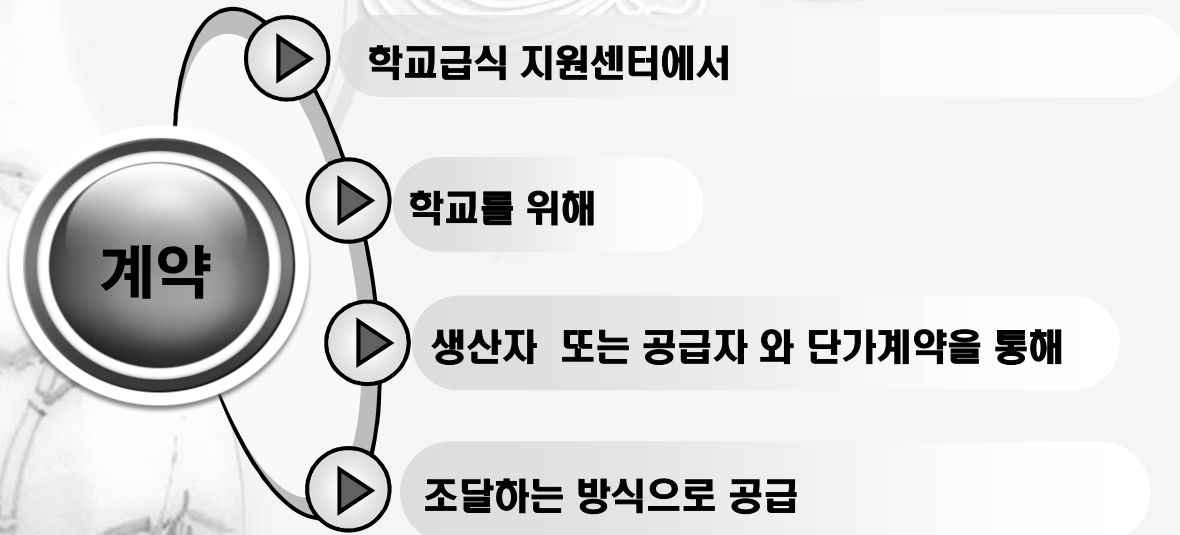 학교급식 지원센터에서
학교를 위해
계약
생산자 또는 공급자 와 단가계약을 통해
조달하는 방식으로 공급